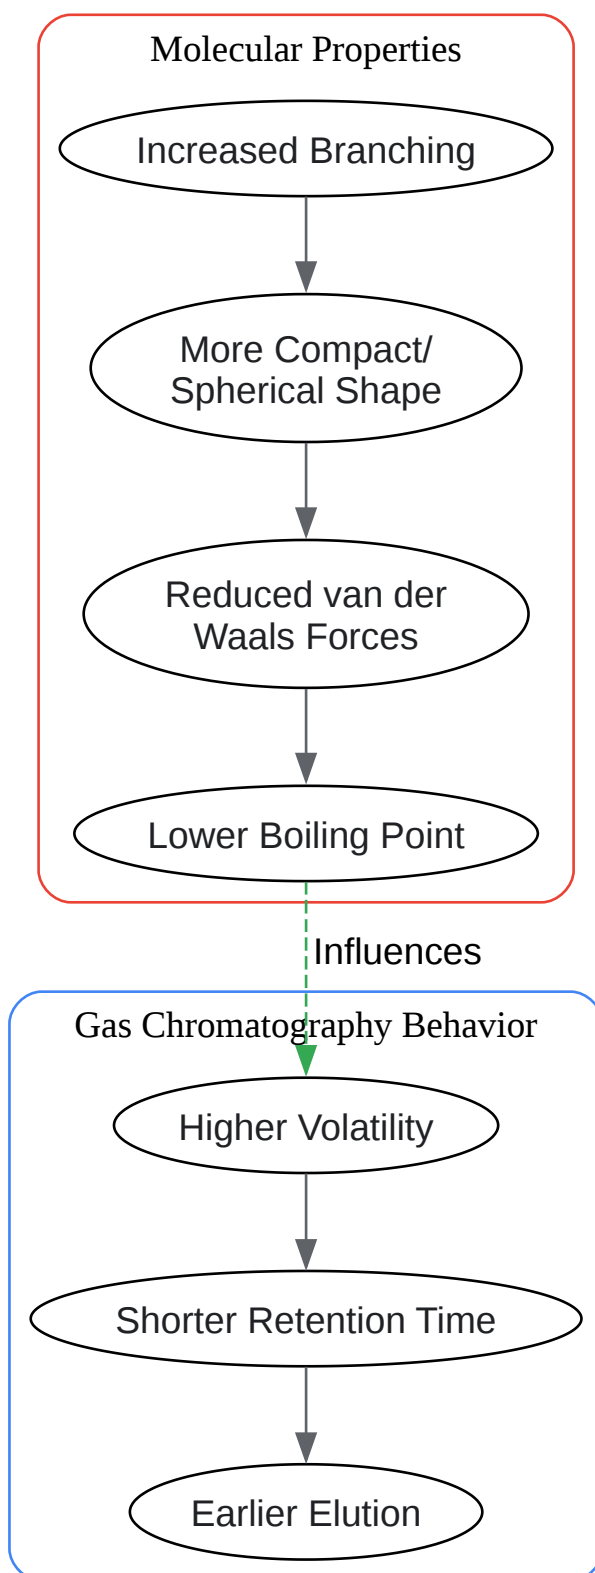 Molecular Properties
Increased Branching
More Compact/
Spherical Shape
Reduced van der
Waals Forces
Lower Boiling Point
Influences
Gas Chromatography Behavior
Higher Volatility
Shorter Retention Time
Earlier Elution